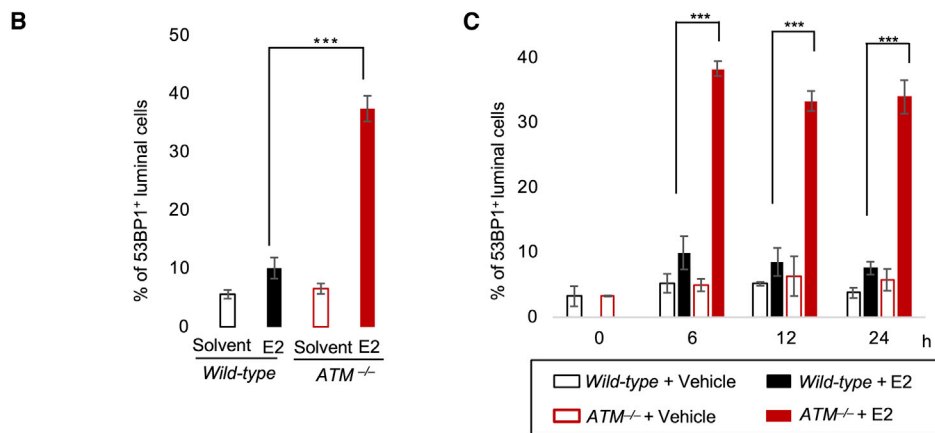 B
50
40
30
20
10
0
% of 53BP1+ luminal cells
***
Solvent E2 Solvent E2
Wild-type ATM –/–
C
40
30
20
10
0
% of 53BP1+ luminal cells
*** *** ***
0 6 12 24 h
Wild-type + Vehicle Wild-type + E2
ATM–/– + Vehicle ATM–/– + E2